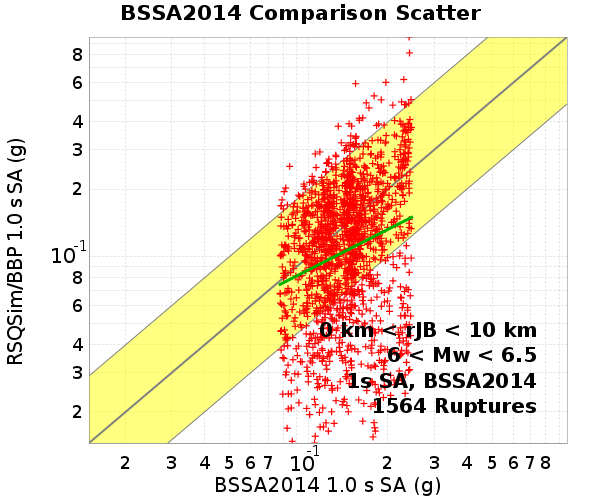 BSSA2014 Comparison Scatter
RSQSim/BBP 1.0 s SA (g)
8
6
4
3
2
10-1
8
6
4
3
2
0 km < rJB < 10 km
6 < Mw < 6.5
1s SA, BSSA2014
1564 Ruptures
2 3 4 5 6 7 10-1 2 3 4 5 6 7 8
BSSA2014 1.0 s SA (g)